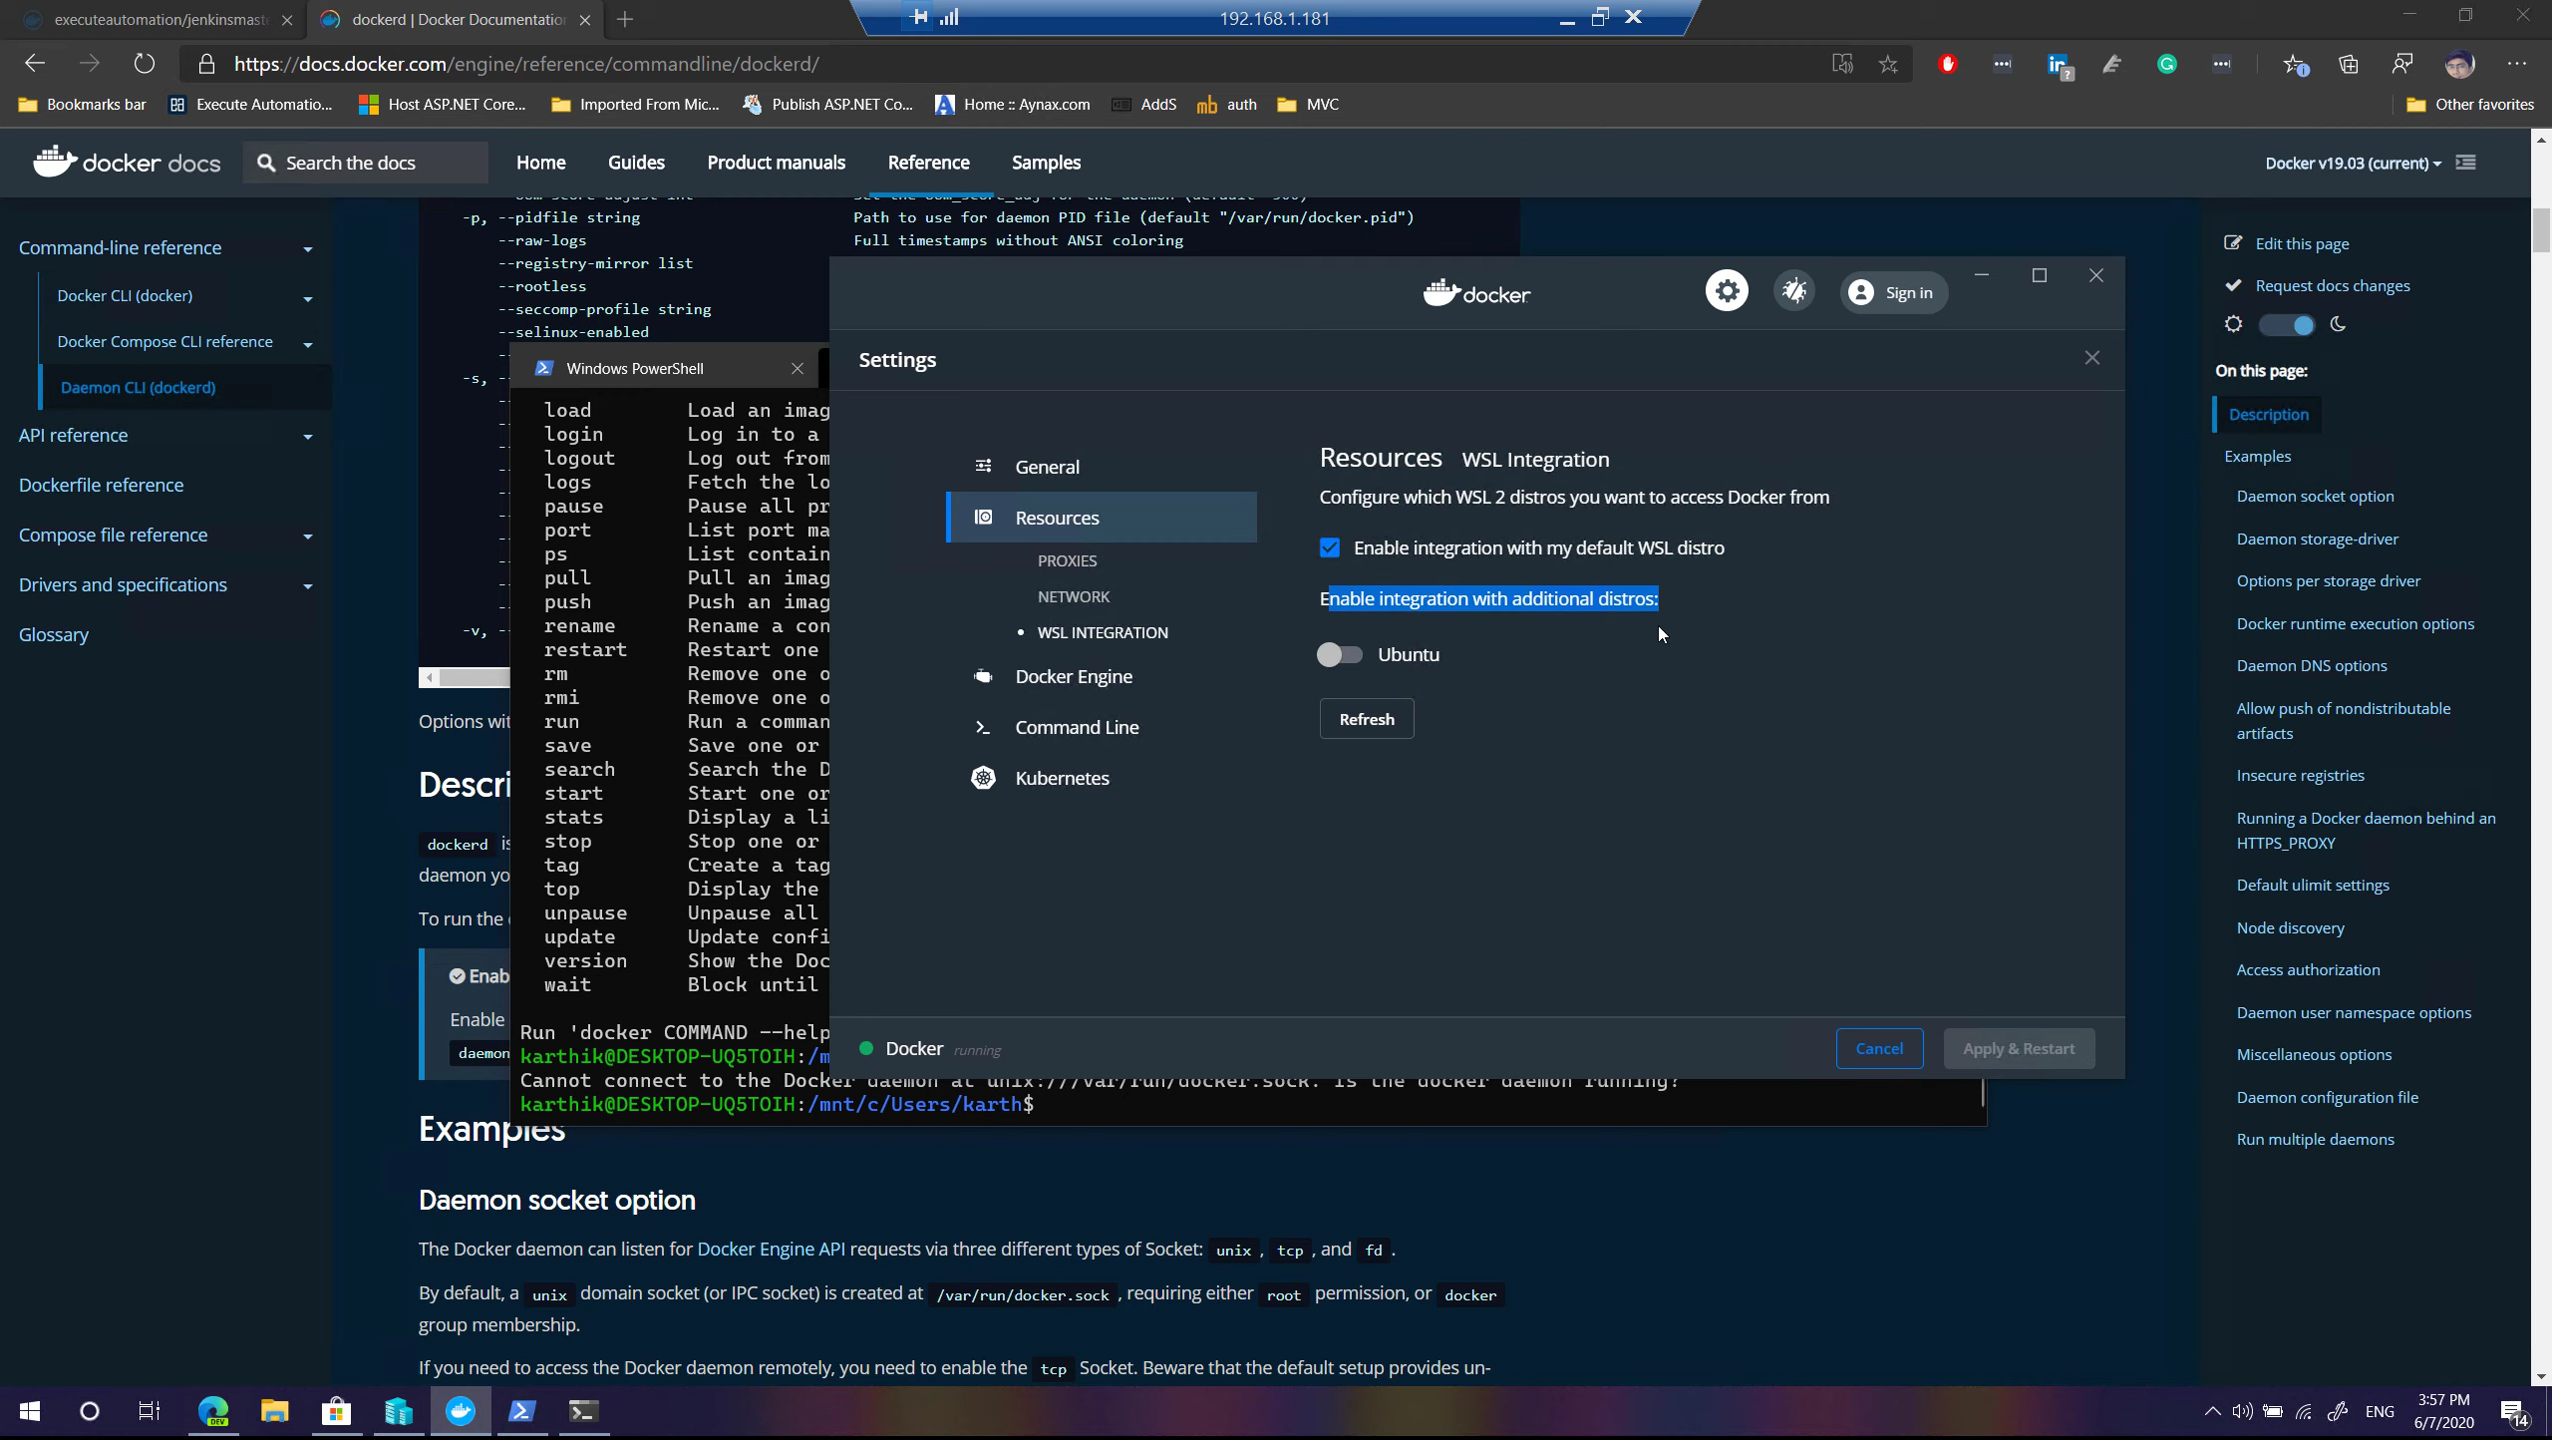 executeautomation/jenkinsmast
dockerd | Docker Documentatio
192.168.1.181
https://docs.docker.com/engine/reference/commandline/dockerd/
Bookmarks bar
Execute Automatio...
Host ASP.NET Core...
Imported From Mic...
Publish ASP.NET Co...
Home :: Aynax.com
AddS
auth
MVC
Other favorites
docker docs
Search the docs
Home
Guides
Product manuals
Reference
Samples
Docker v19.03 (current)
Command-line reference
Docker CLI (docker)
Docker Compose CLI reference
Daemon CLI (dockerd)
API reference
Dockerfile reference
Compose file reference
Drivers and specifications
Glossary
-p, --pidfile string Path to use for daemon PID file (default "/var/run/docker.pid")
--raw-logs Full timestamps without ANSI coloring
--registry-mirror list
--rootless
--seccomp-profile string
--selinux-enabled
-s, --
-v, --
Options wit
Descri
dockerd is
daemon yo
To run the
Enab
Enable
daemon
Windows PowerShell
load Load an imag
login Log in to a
logout Log out from
logs Fetch the lo
pause Pause all pr
port List port ma
ps List contain
pull Pull an imag
push Push an imag
rename Rename a con
restart Restart one
rm Remove one o
rmi Remove one o
run Run a comman
save Save one or
search Search the D
start Start one or
stats Display a li
stop Stop one or
tag Create a tag
top Display the
unpause Unpause all
update Update confi
version Show the Doc
wait Block until
Run 'docker COMMAND --help
karthik@DESKTOP-UQ5TOIH:/m
Cannot connect to the Docker daemon at unix:///var/run/docker.sock. Is the docker daemon running?
karthik@DESKTOP-UQ5TOIH:/mnt/c/Users/karth$
docker
Sign in
Settings
General
Resources
PROXIES
NETWORK
WSL INTEGRATION
Docker Engine
Command Line
Kubernetes
Resources WSL Integration
Configure which WSL 2 distros you want to access Docker from
Enable integration with my default WSL distro
Enable integration with additional distros:
Ubuntu
Refresh
Docker running
Cancel
Apply & Restart
Examples
Daemon socket option
The Docker daemon can listen for Docker Engine API requests via three different types of Socket: unix, tcp, and fd.
By default, a unix domain socket (or IPC socket) is created at /var/run/docker.sock, requiring either root permission, or docker
group membership.
If you need to access the Docker daemon remotely, you need to enable the tcp Socket. Beware that the default setup provides un-
Edit this page
Request docs changes
On this page:
Description
Examples
Daemon socket option
Daemon storage-driver
Options per storage driver
Docker runtime execution options
Daemon DNS options
Allow push of nondistributable
artifacts
Insecure registries
Running a Docker daemon behind an
HTTPS_PROXY
Default ulimit settings
Node discovery
Access authorization
Daemon user namespace options
Miscellaneous options
Daemon configuration file
Run multiple daemons
DEV
ENG
3:57 PM
6/7/2020
14